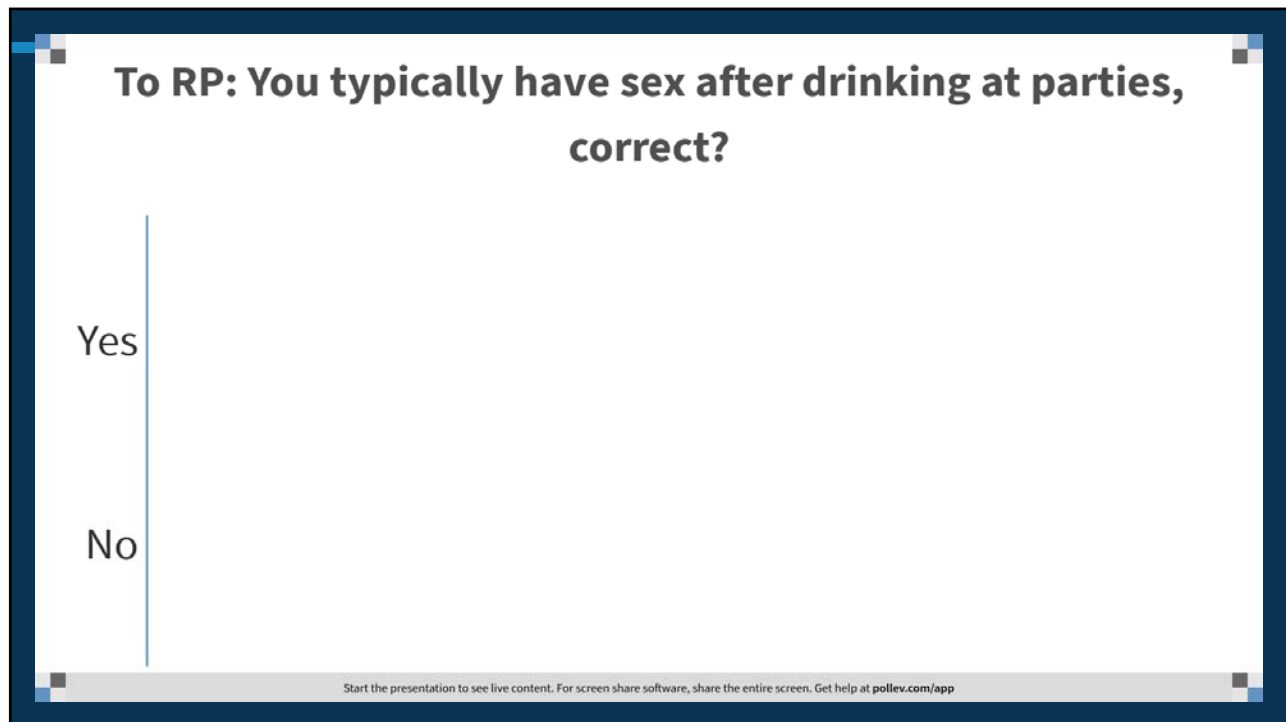 To RP: You typically have sex after drinking at parties,
correct?
Yes
No
Start the presentation to see live content. For screen share software, share the entire screen. Get help at pollev.com/app